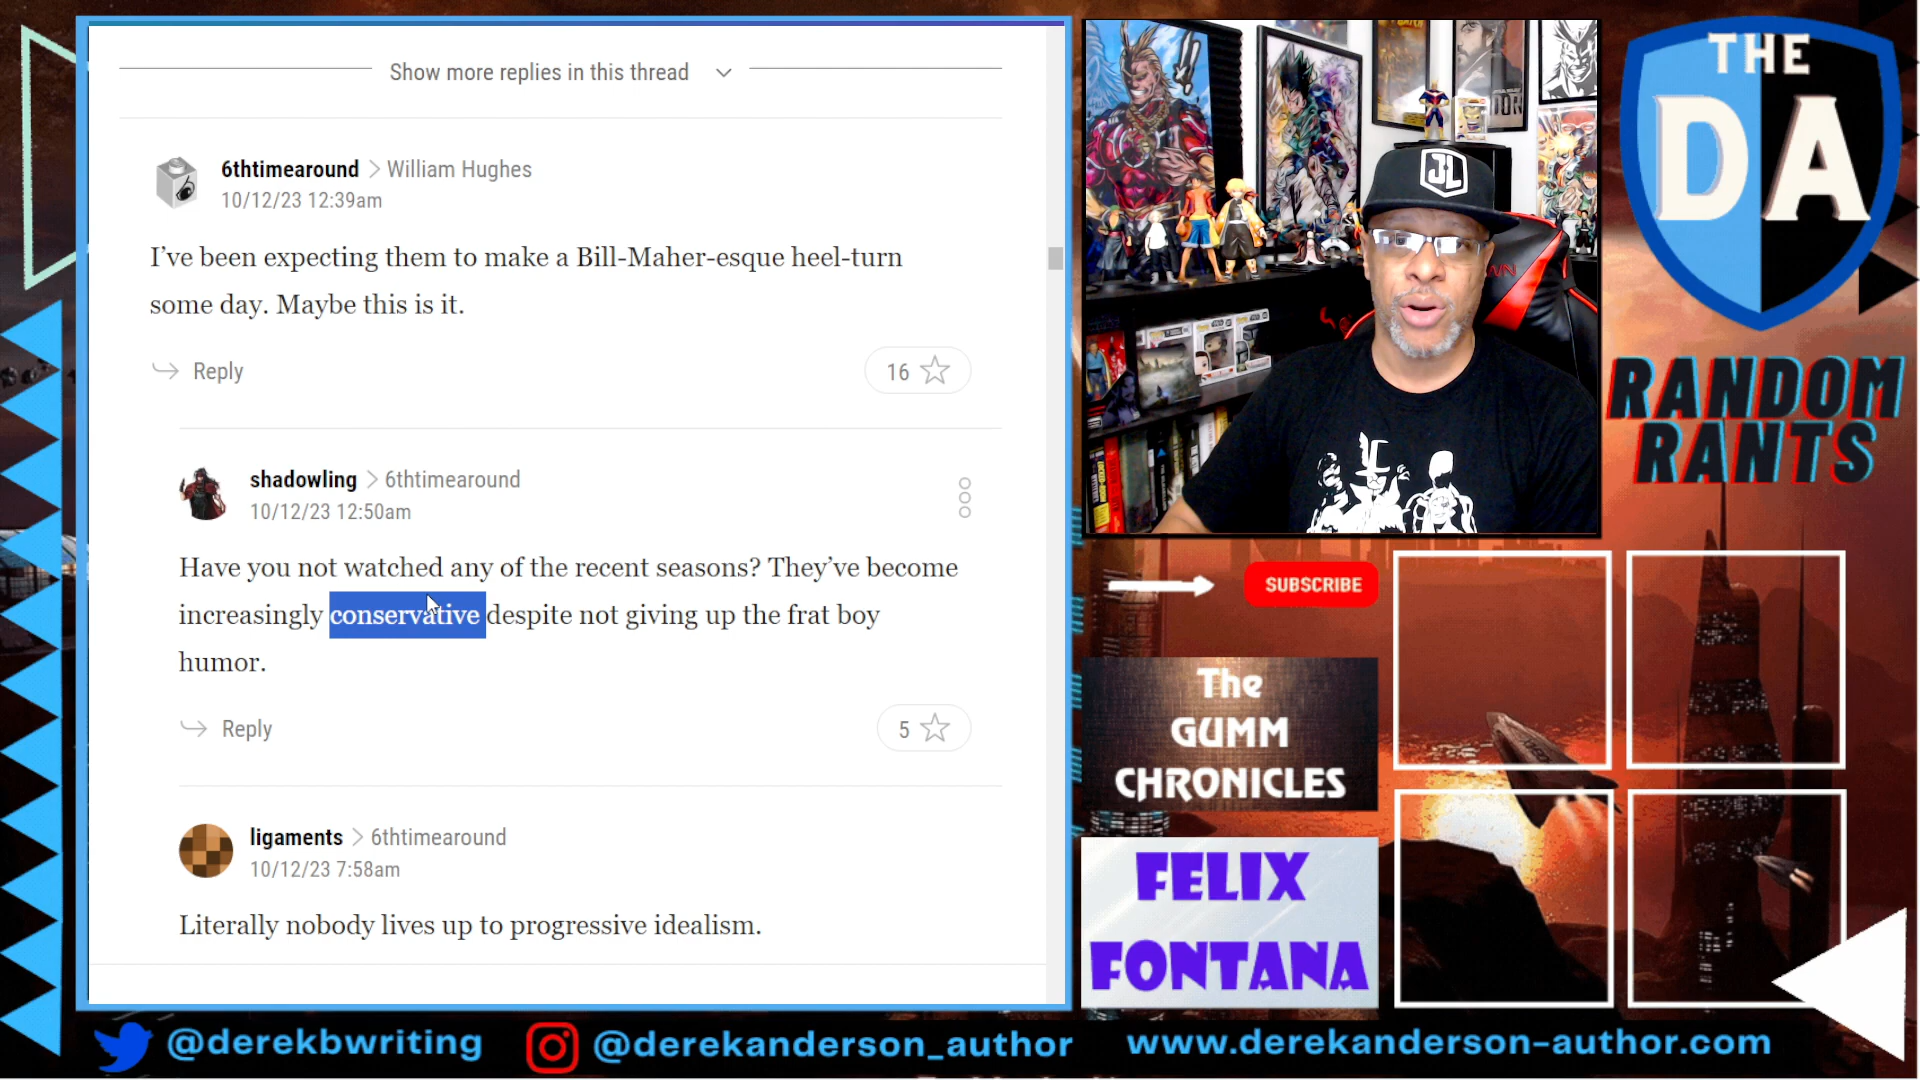 Show more replies in this thread
6thtimearound > William Hughes
10/12/23 12:39am
I've been expecting them to make a Bill-Maher-esque heel-turn
some day. Maybe this is it.
Reply
16
shadowling > 6thtimearound
10/12/23 12:50am
Have you not watched any of the recent seasons? They've become
increasingly conservative despite not giving up the frat boy
humor.
Reply
5
ligaments > 6thtimearound
10/12/23 7:58am
Literally nobody lives up to progressive idealism.
JL
THE
DA
RANDOM
RANTS
SUBSCRIBE
The
GUMM
CHRONICLES
FELIX
FONTANA
@derekbwriting
@derekanderson_author
www.derekanderson-author.com